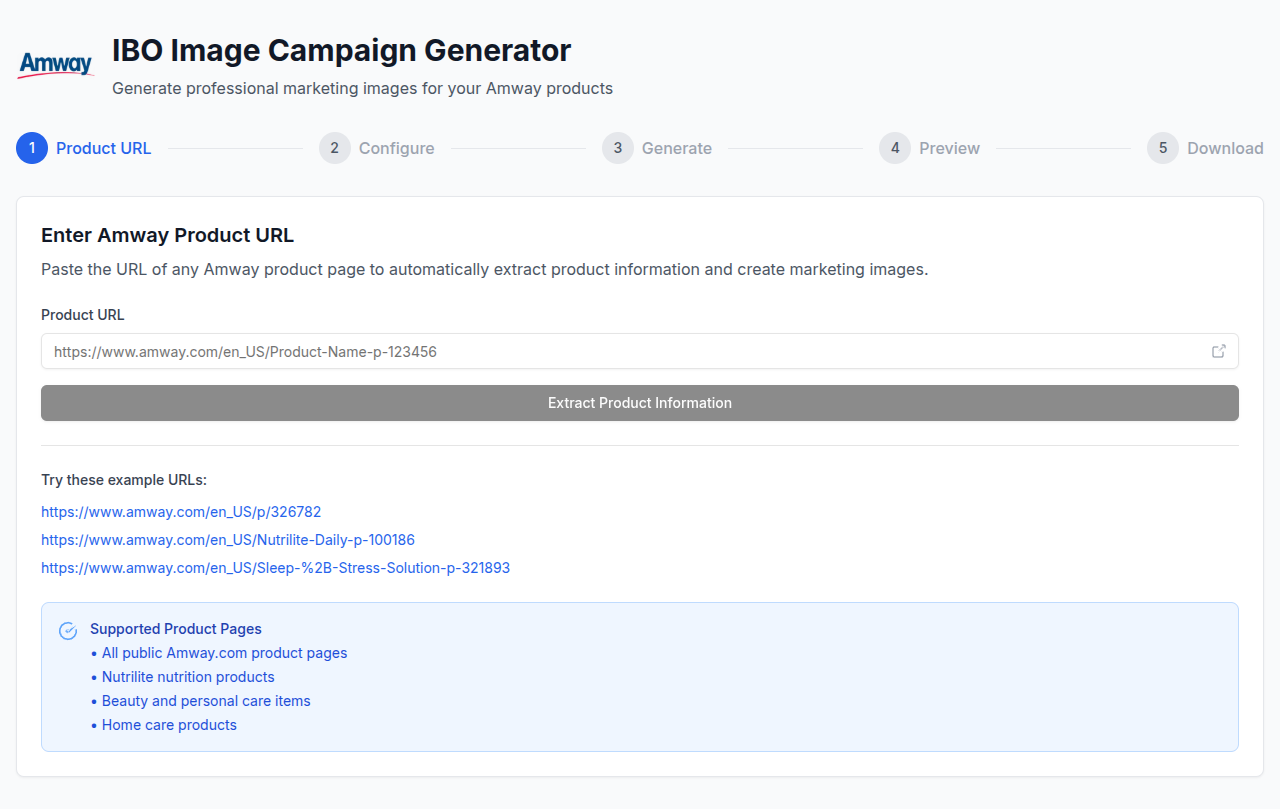 Amway
IBO Image Campaign Generator
Generate professional marketing images for your Amway products
1 Product URL
2 Configure
3 Generate
4 Preview
5 Download
Enter Amway Product URL
Paste the URL of any Amway product page to automatically extract product information and create marketing images.
Product URL
https://www.amway.com/en_US/Product-Name-p-123456
Extract Product Information
Try these example URLs:
https://www.amway.com/en_US/p/326782
https://www.amway.com/en_US/Nutrilite-Daily-p-100186
https://www.amway.com/en_US/Sleep-%2B-Stress-Solution-p-321893
Supported Product Pages
• All public Amway.com product pages
• Nutrilite nutrition products
• Beauty and personal care items
• Home care products